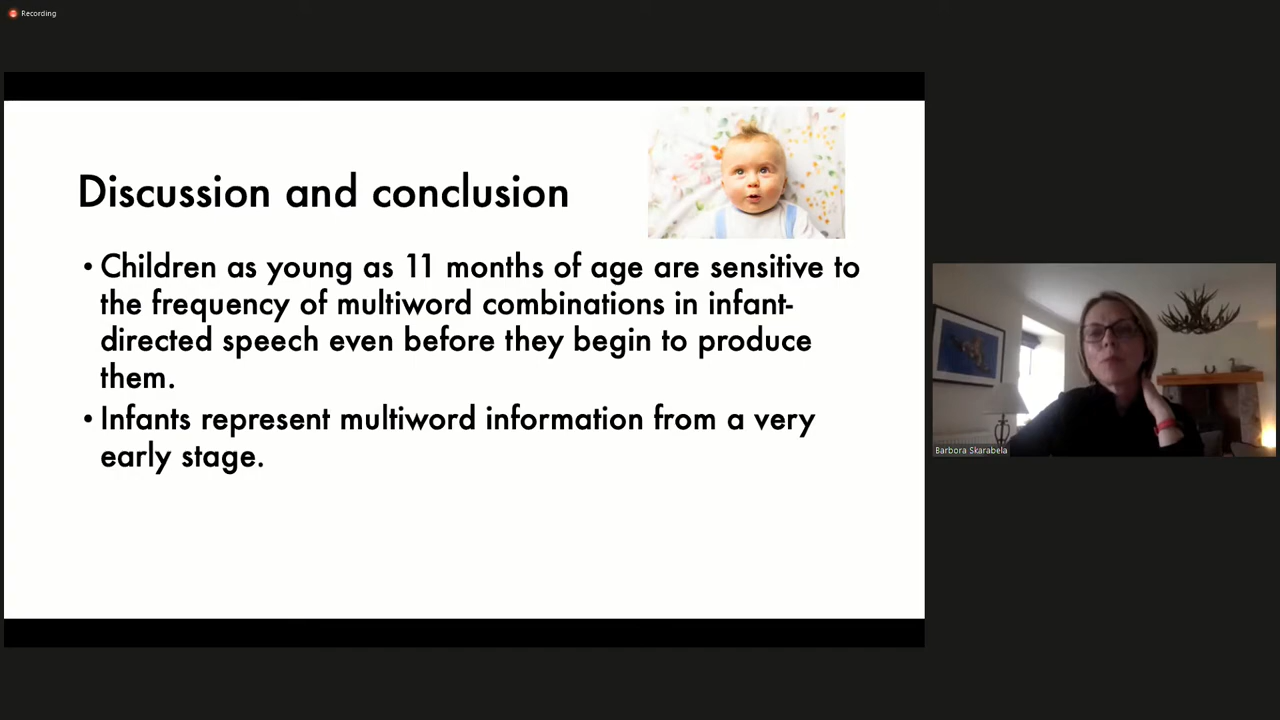 Recording
Discussion and conclusion
• Children as young as 11 months of age are sensitive to
the frequency of multiword combinations in infant-
directed speech even before they begin to produce
them.
• Infants represent multiword information from a very
early stage.
Barbora Skarabela